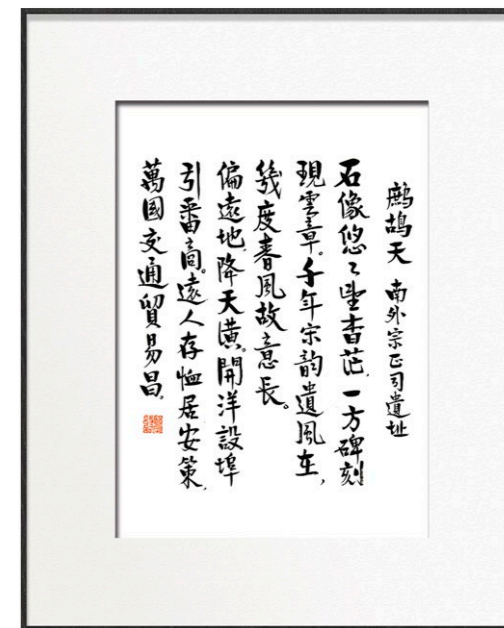 鷓鴣天 南外宗正司遺址
石像悠々望杳茫,一方碑刻
現雲章。千年宋韵遺風在,
幾度春風故意長。
偏遠地,降天潢。開洋設埠
引番商。遠人存恤居安策,
萬國交通貿易昌。